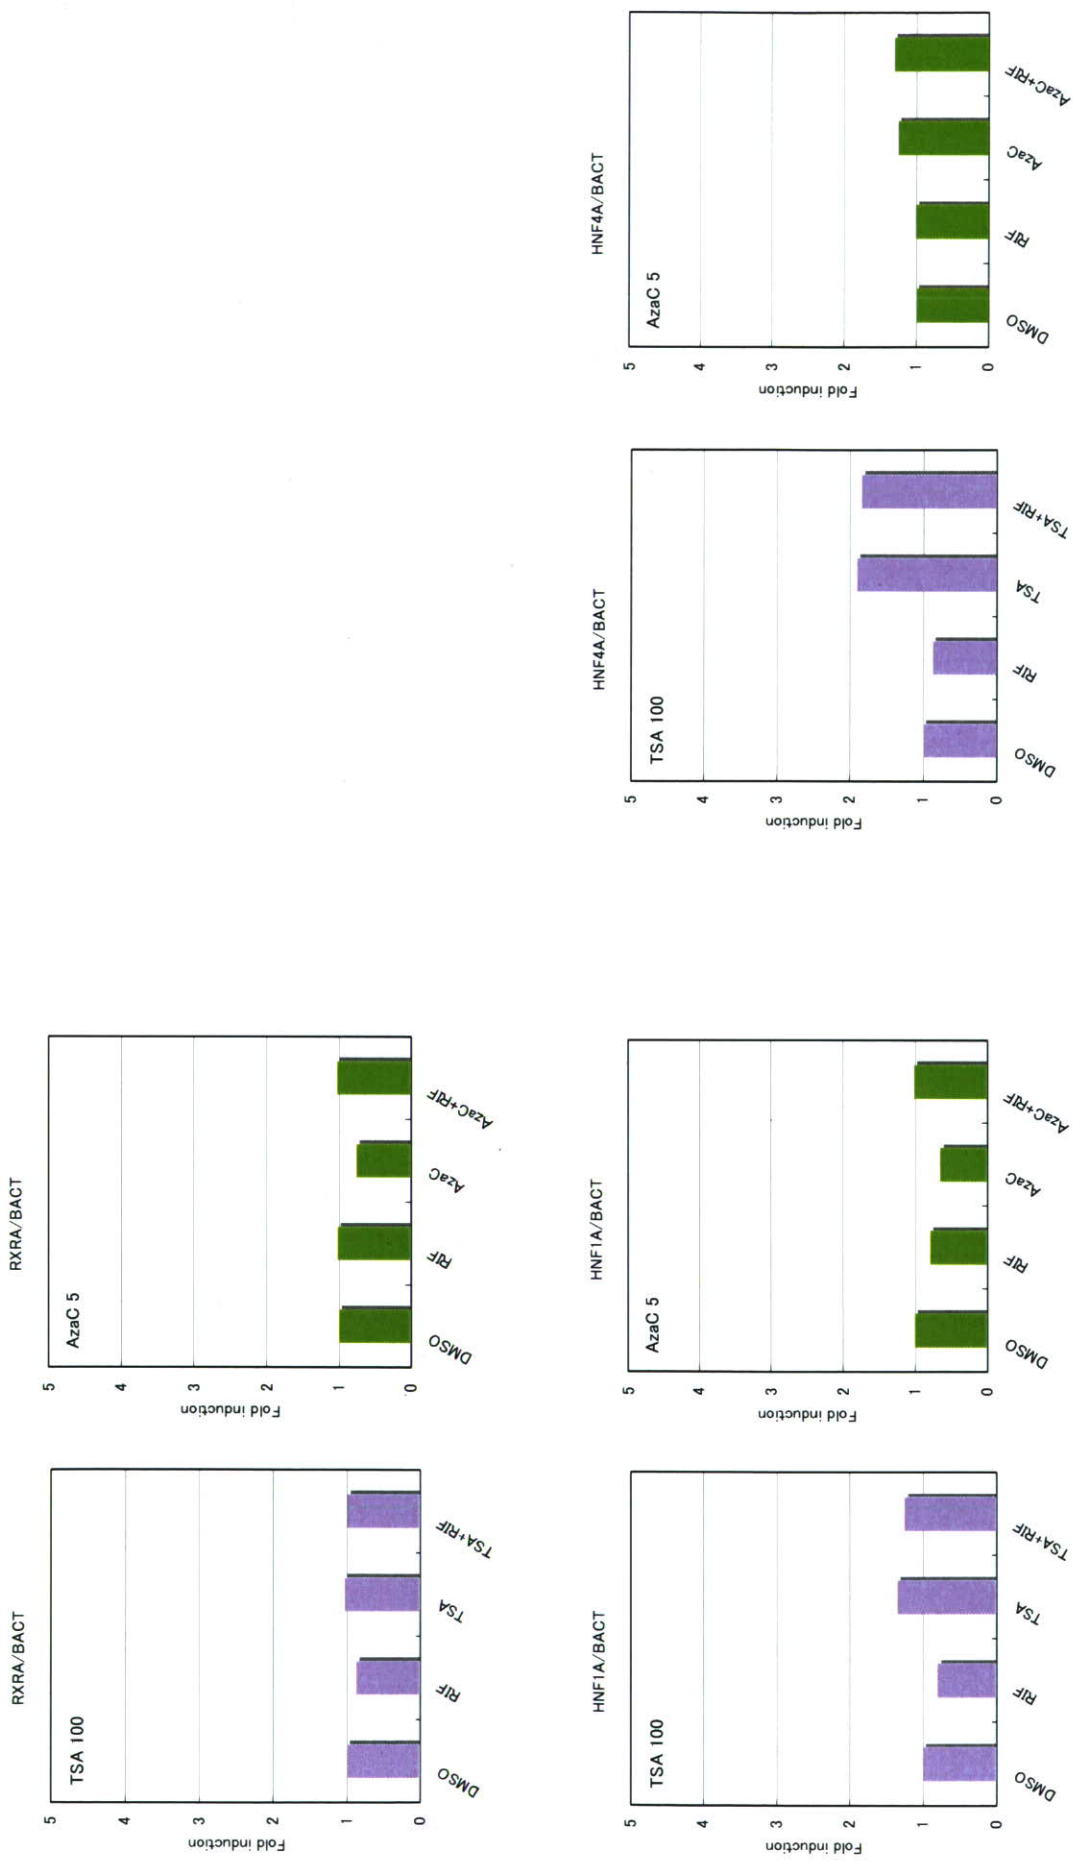 RXRA/BACT
TSA 100
5
4
3
2
1
0
Fold induction
DMSO
RIF
TSA
TSA+RIF
RXRA/BACT
AzaC 5
5
4
3
2
1
0
Fold induction
DMSO
RIF
AzaC
AzaC+RIF
HNF1A/BACT
TSA 100
5
4
3
2
1
0
Fold induction
DMSO
RIF
TSA
TSA+RIF
HNF1A/BACT
AzaC 5
5
4
3
2
1
0
Fold induction
DMSO
RIF
AzaC
AzaC+RIF
HNF4A/BACT
TSA 100
5
4
3
2
1
0
Fold induction
DMSO
RIF
TSA
TSA+RIF
HNF4A/BACT
AzaC 5
5
4
3
2
1
0
Fold induction
DMSO
RIF
AzaC
AzaC+RIF